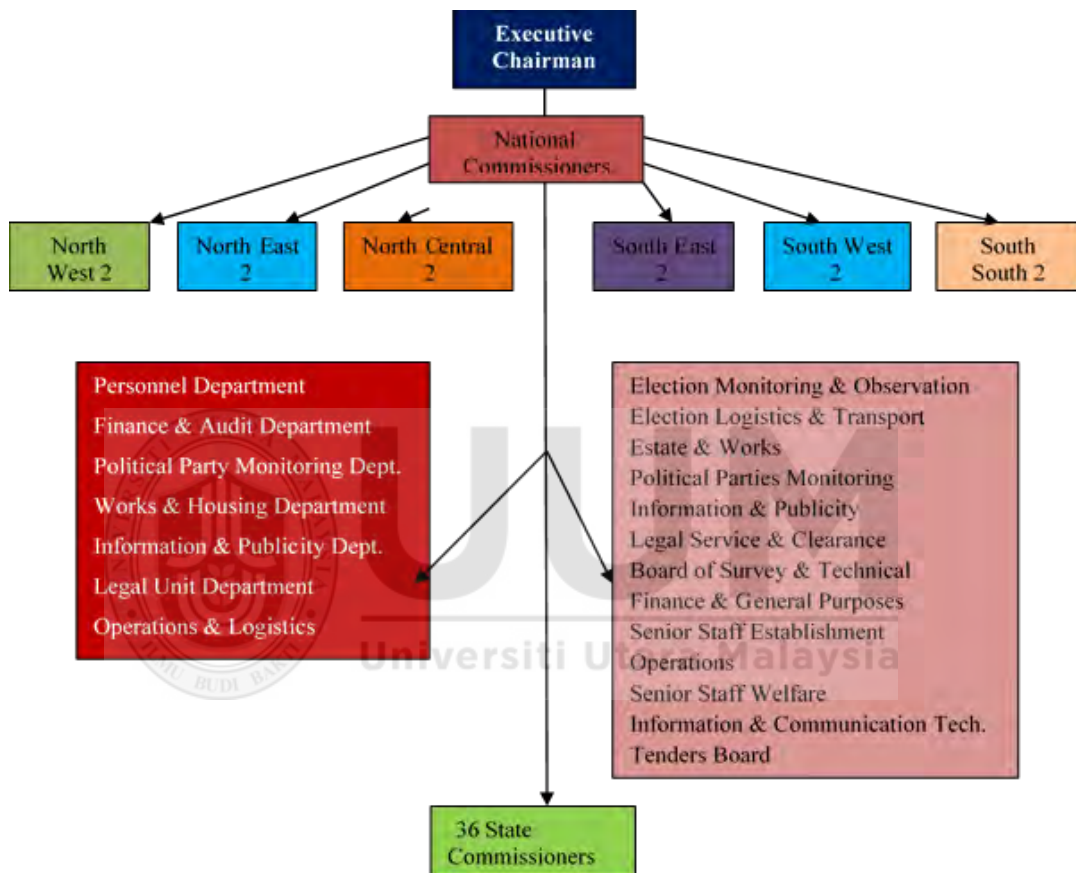 Executive
Chairman
National
Commissioners.
North
West 2
North East
2
North Central
2
South East
2
South West
2
South
South 2
Personnel Department
Finance & Audit Department
Political Party Monitoring Dept.
Works & Housing Department
Information & Publicity Dept.
Legal Unit Department
Operations & Logistics
Election Monitoring & Observation
Election Logistics & Transport
Estate & Works
Political Parties Monitoring
Information & Publicity
Legal Service & Clearance
Board of Survey & Technical
Finance & General Purposes
Senior Staff Establishment
Operations
Senior Staff Welfare
Information & Communication Tech.
Tenders Board
UUM
Universiti Utara Malaysia
ILMU BUDI BAKTI
36 State
Commissioners